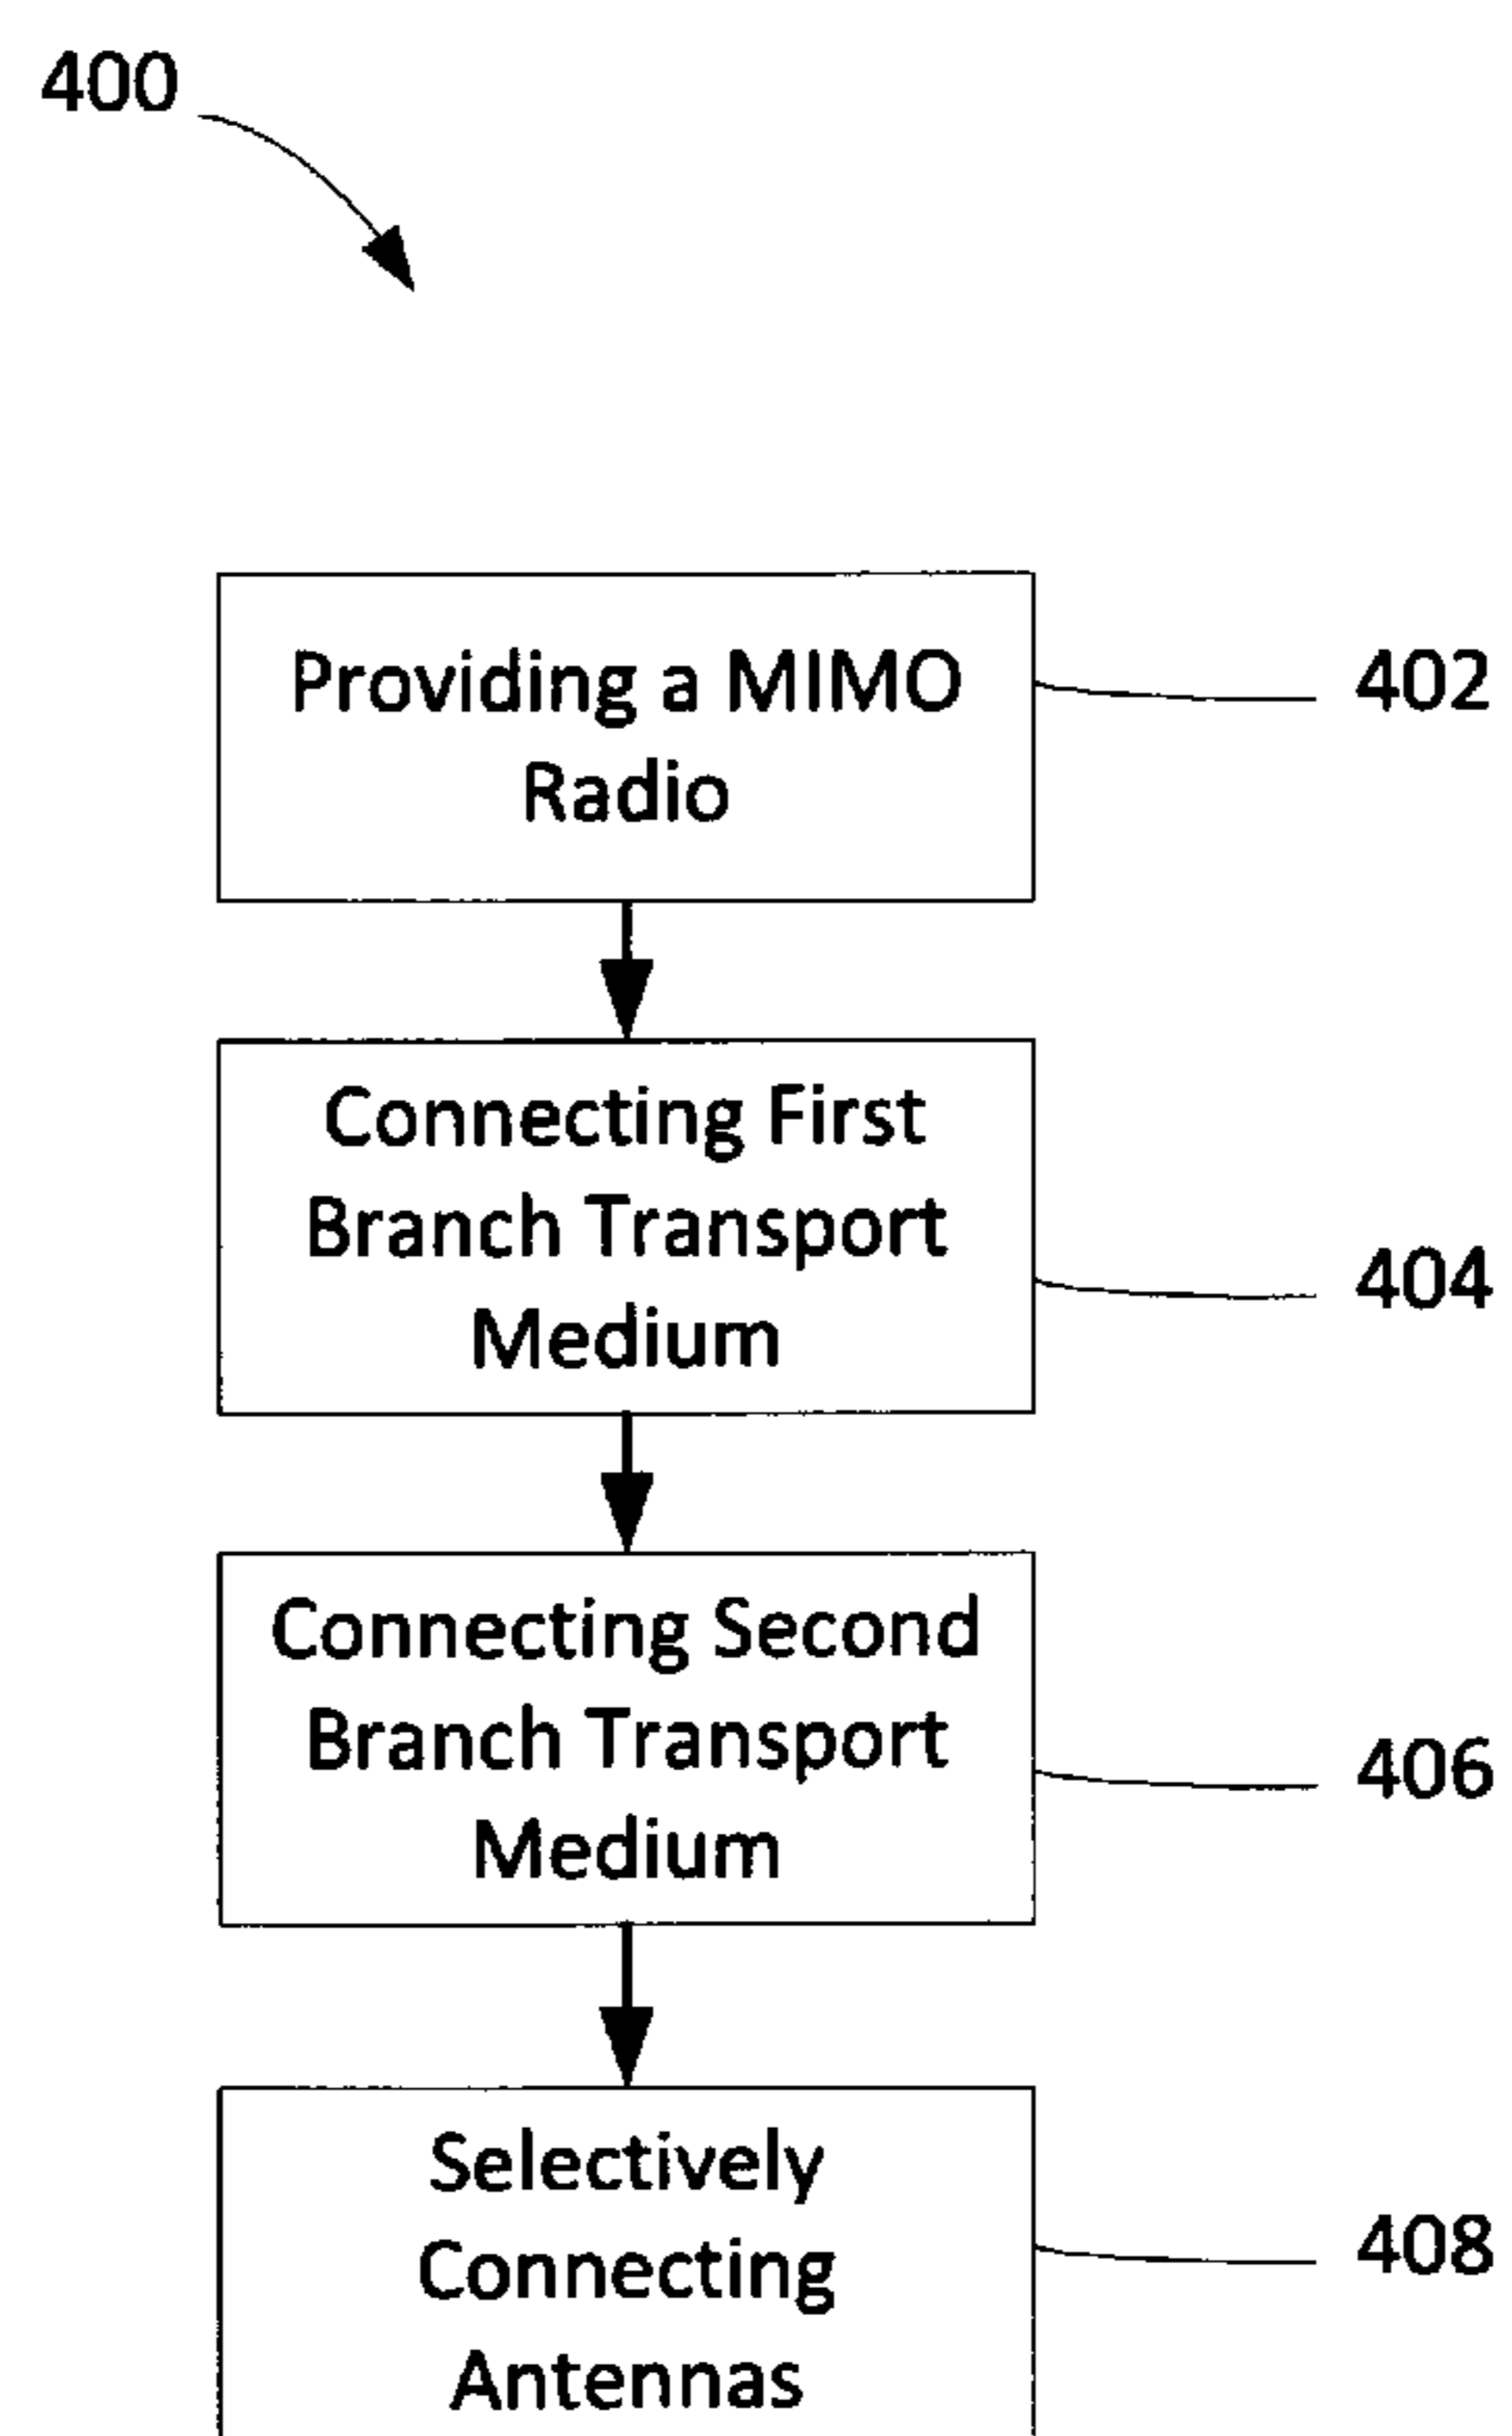 400
Providing a MIMO
Radio
402
Connecting First
Branch Transport
Medium
404
Connecting Second
Branch Transport
Medium
406
Selectively
Connecting
Antennas
408